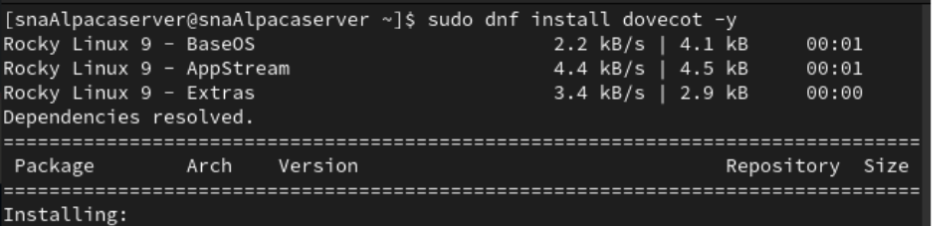 [snaAlpacaserver@snaAlpacaserver ~]$ sudo dnf install dovecot -y
Rocky Linux 9 - BaseOS                          2.2 kB/s | 4.1 kB     00:01
Rocky Linux 9 - AppStream                       4.4 kB/s | 4.5 kB     00:01
Rocky Linux 9 - Extras                          3.4 kB/s | 2.9 kB     00:00
Dependencies resolved.
================================================================================
 Package        Arch    Version                               Repository  Size
================================================================================
Installing: